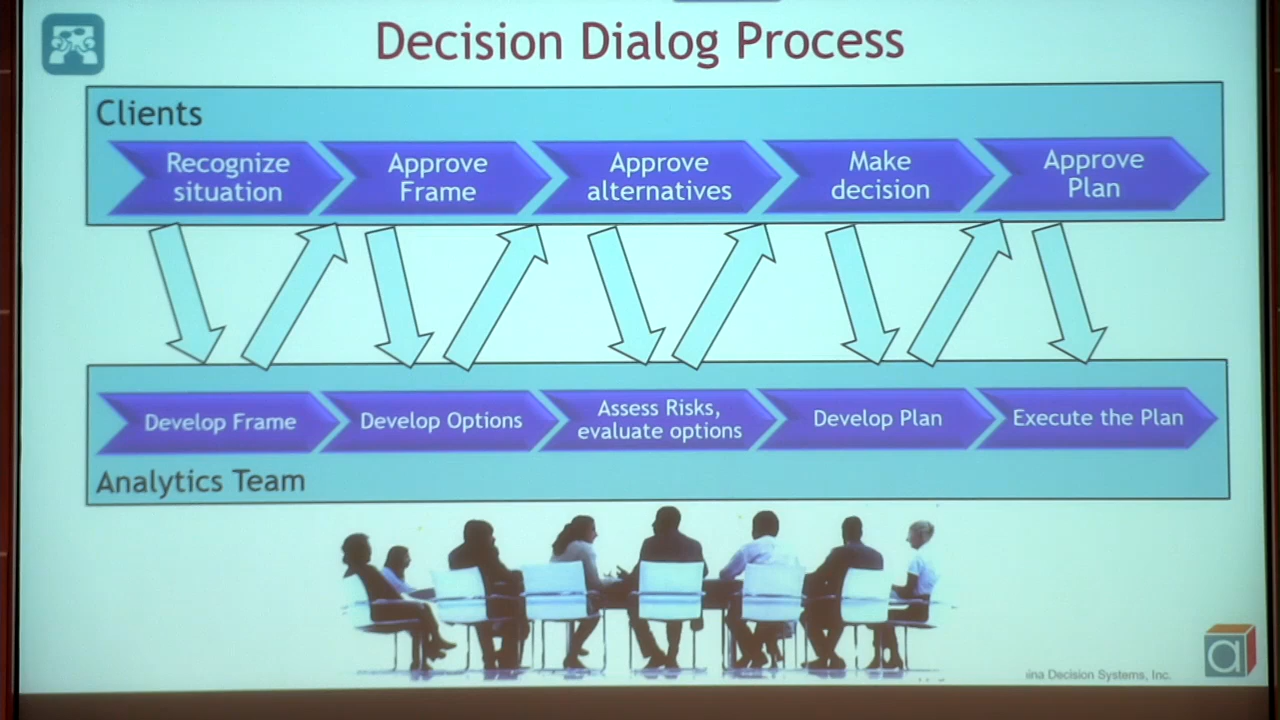 Decision Dialog Process
Clients
Recognize
situation
Approve
Frame
Approve
alternatives
Make
decision
Approve
Plan
Develop Frame
Develop Options
Assess Risks,
evaluate options
Develop Plan
Execute the Plan
Analytics Team
Decision Systems, Inc.
a